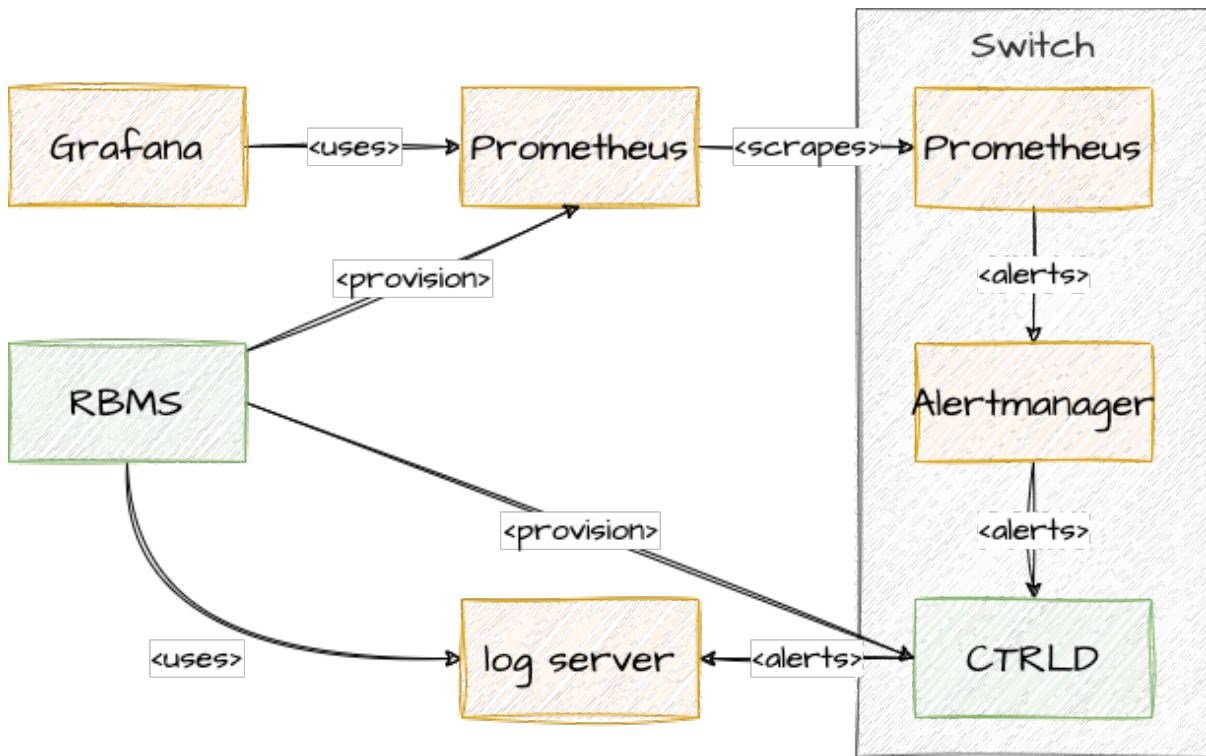 Switch
Grafana
<uses>
Prometheus
<scrapes>
Prometheus
<provision>
<alerts>
RBMS
Alertmanager
<provision>
<alerts>
<uses>
log server
<alerts>
CTRLD